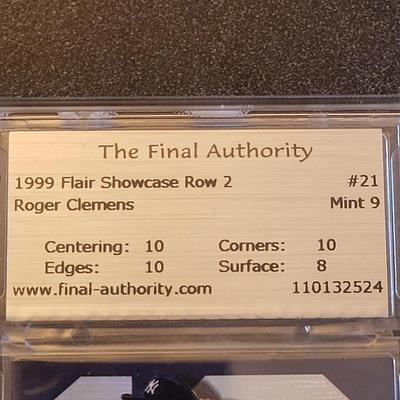 The Final Authority
1999 Flair Showcase Row 2 #21
Roger Clemens Mint 9
Centering: 10 Corners: 10
Edges: 10 Surface: 8
www.final-authority.com 110132524